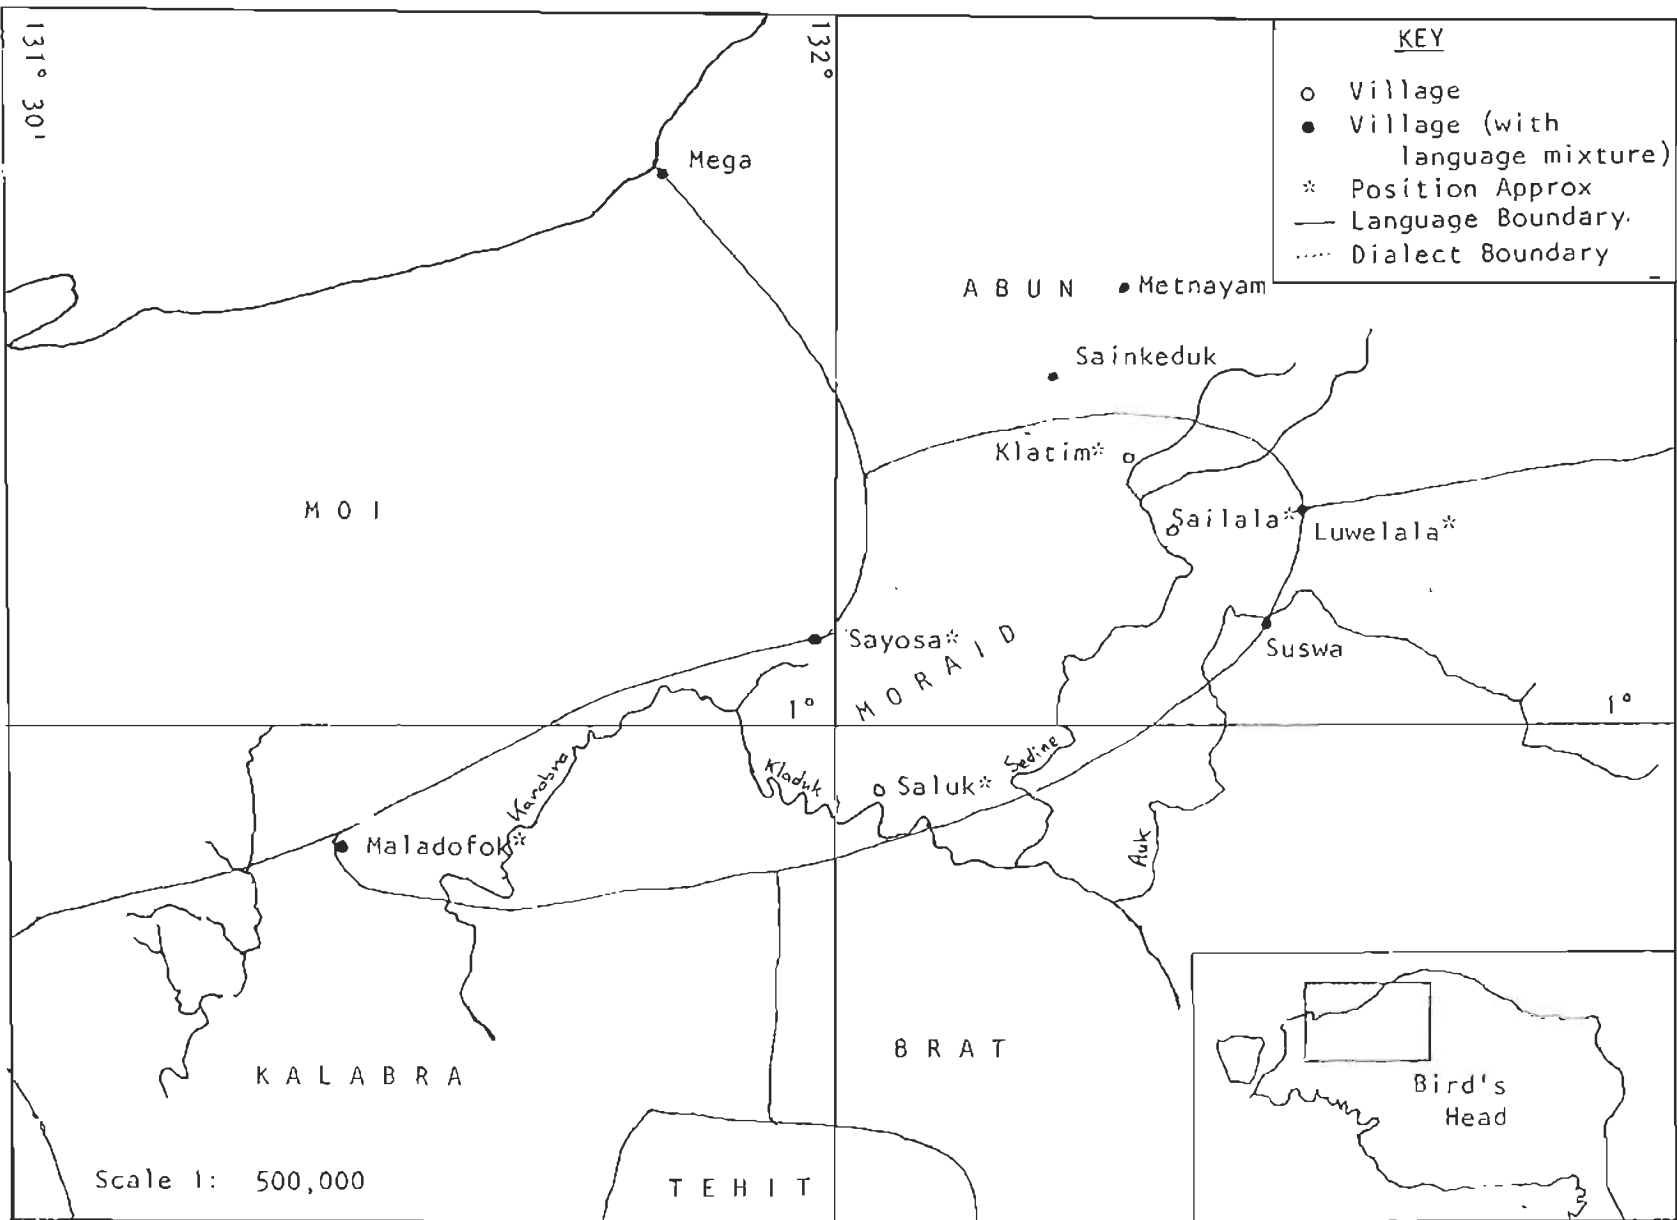 131° 30'
132°
KEY
Village
Village (with
language mixture)
* Position Approx
Language Boundary.
Dialect Boundary
Mega
ABUN
Metnayam
Sainkeduk
Klatim*
MOI
Sailala*
Luwelala*
Sayosa*
MORAID
Suswa
1°
1°
Karabra
Kladuk
Sedine
Saluk*
Maladofok*
Auk
BRAT
KALABRA
Bird's
Head
Scale 1: 500,000
TEHIT